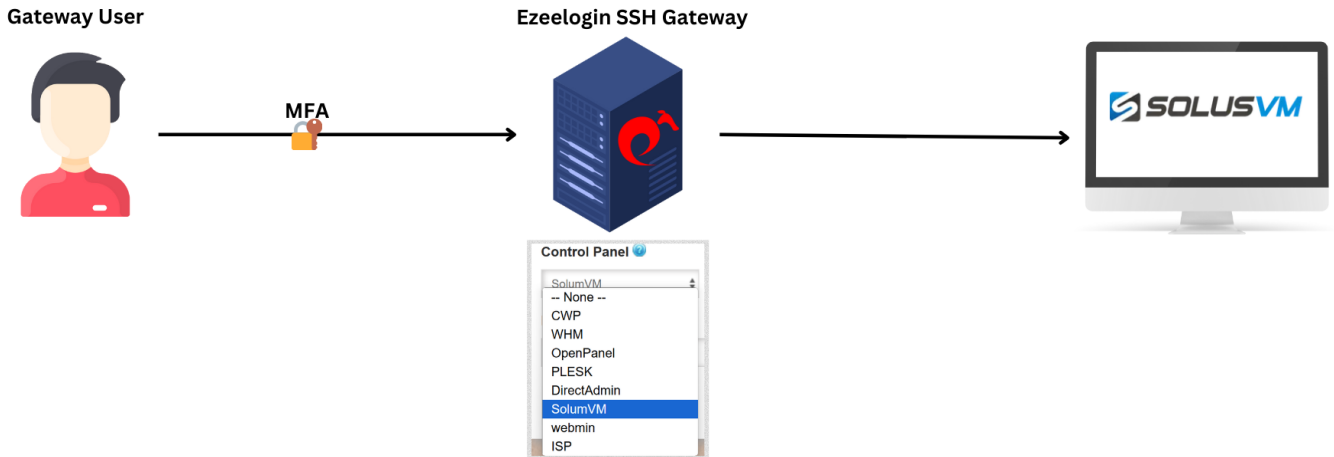 Gateway User
Ezeelogin SSH Gateway
MFA
SOLUSVM
Control Panel ?
SolumVM
-- None --
CWP
WHM
OpenPanel
PLESK
DirectAdmin
SolumVM
webmin
ISP